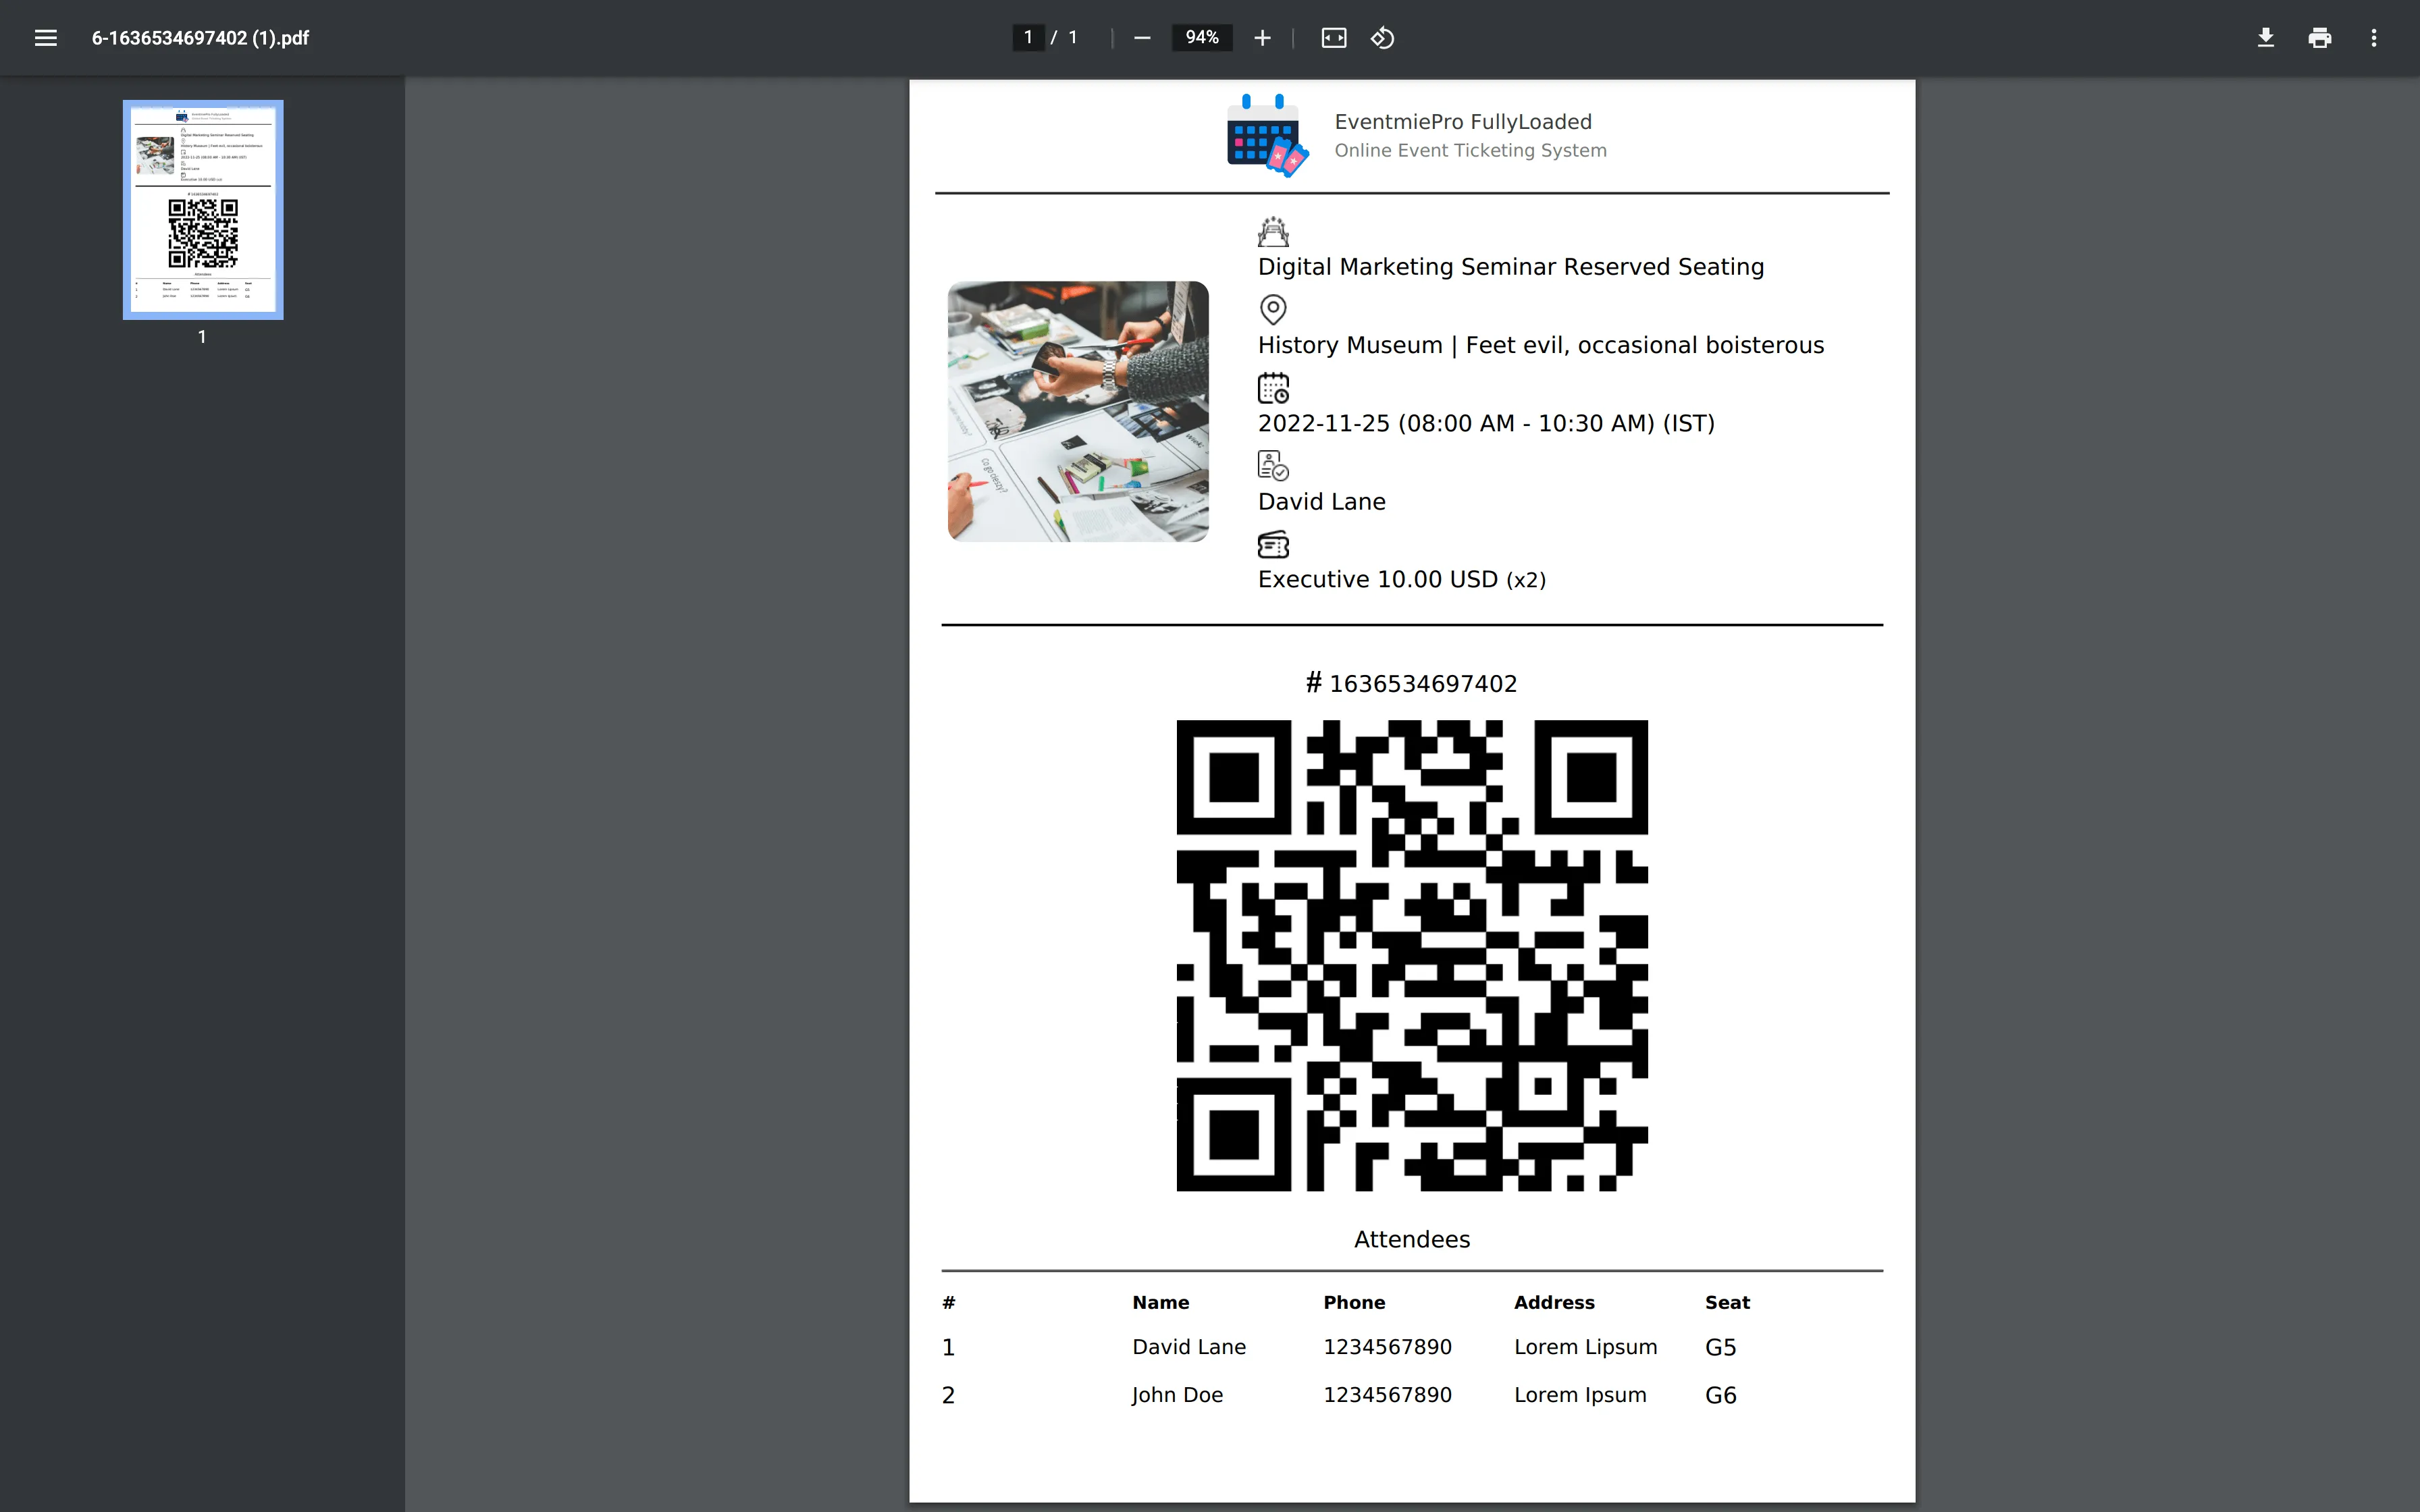 6-1636534697402 (1).pdf
1 / 1
94%
1
EventmiePro FullyLoaded
Online Event Ticketing System
Digital Marketing Seminar Reserved Seating
History Museum | Feet evil, occasional boisterous
2022-11-25 (08:00 AM - 10:30 AM) (IST)
David Lane
Executive 10.00 USD (x2)
# 1636534697402
Attendees
# Name Phone Address Seat
1 David Lane 1234567890 Lorem Lipsum G5
2 John Doe 1234567890 Lorem Ipsum G6